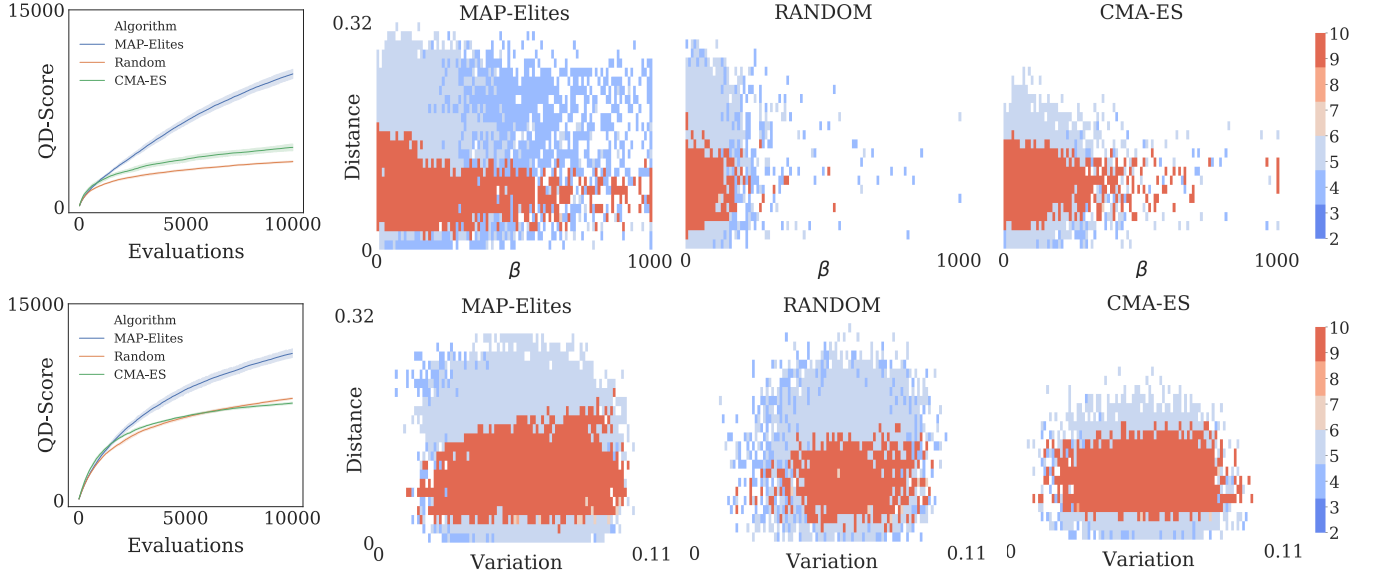 15000
QD-Score
0
Algorithm
MAP-Elites
Random
CMA-ES
0
5000
10000
Evaluations
MAP-Elites
0.32
Distance
0
0
β
1000
RANDOM
0
β
1000
CMA-ES
0
β
1000
10
9
8
7
6
5
4
3
2
15000
QD-Score
0
Algorithm
MAP-Elites
Random
CMA-ES
0
5000
10000
Evaluations
MAP-Elites
0.32
Distance
0
0
Variation
0.11
RANDOM
0
Variation
0.11
CMA-ES
0
Variation
0.11
10
9
8
7
6
5
4
3
2